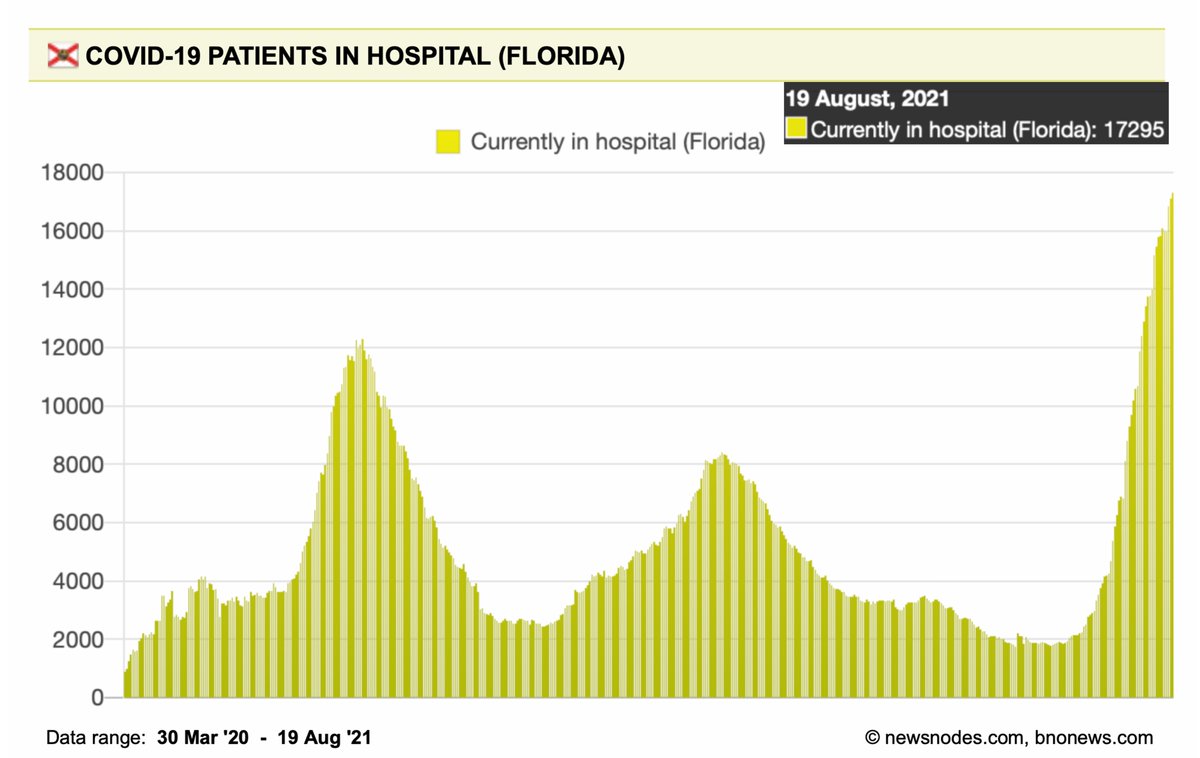 COVID-19 PATIENTS IN HOSPITAL (FLORIDA)
19 August, 2021
Currently in hospital (Florida): 17295
Currently in hospital (Florida)
18000
16000
14000
12000
10000
8000
6000
4000
2000
0
Data range: 30 Mar '20 - 19 Aug '21
© newsnodes.com, bnonews.com